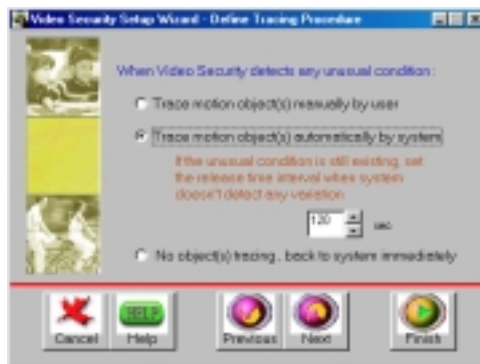 Video Security Setup Wizard - Define Tracing Procedure
When Video Security detects any unusual condition :
Trace motion object(s) manually by user
Trace motion object(s) automatically by system
If the unusual condition is still existing, set
the release time interval when system
doesn't detect any variation
120 sec
No object(s) tracing , back to system immediately
Cancel HELP Help Previous Next Finish